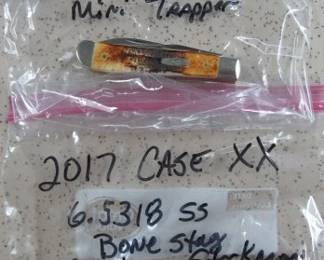 Mini Trapper
2017 CASE XX
6.5318 SS
Bone Stag